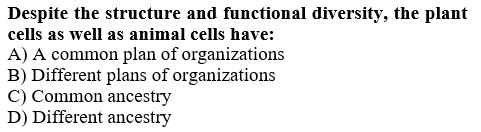 Despite the structure and functional diversity, the plant
cells as well as animal cells have:
A) A common plan of organizations
B) Different plans of organizations
C) Common ancestry
D) Different ancestry